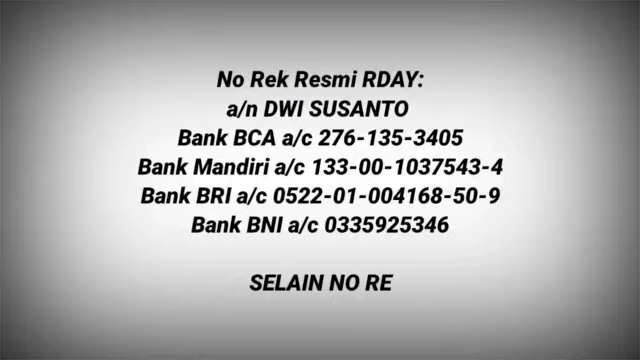 No Rek Resmi RDAY:
a/n DWI SUSANTO
Bank BCA a/c 276-135-3405
Bank Mandiri a/c 133-00-1037543-4
Bank BRI a/c 0522-01-004168-50-9
Bank BNI a/c 0335925346
SELAIN NO RE